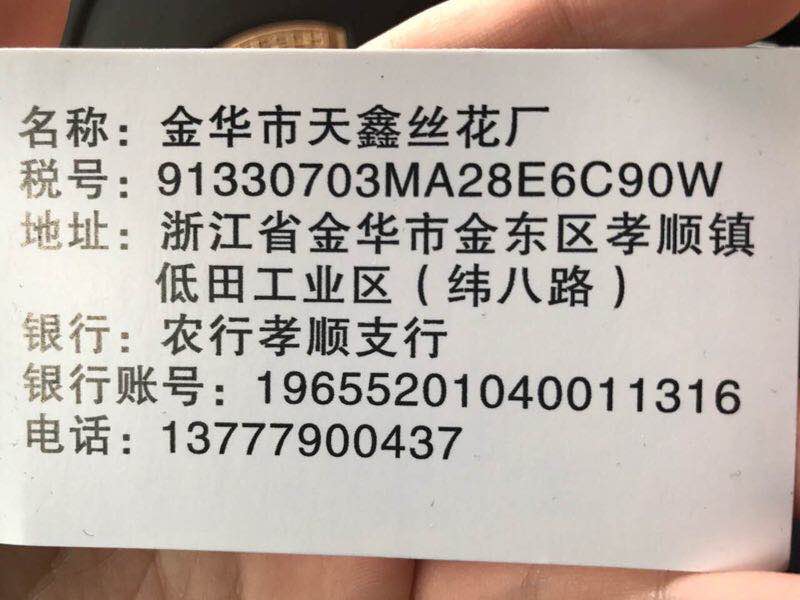 名称：金华市天鑫丝花厂
税号：91330703MA28E6C90W
地址：浙江省金华市金东区孝顺镇
低田工业区（纬八路）
银行：农行孝顺支行
银行账号：19655201040011316
电话：13777900437